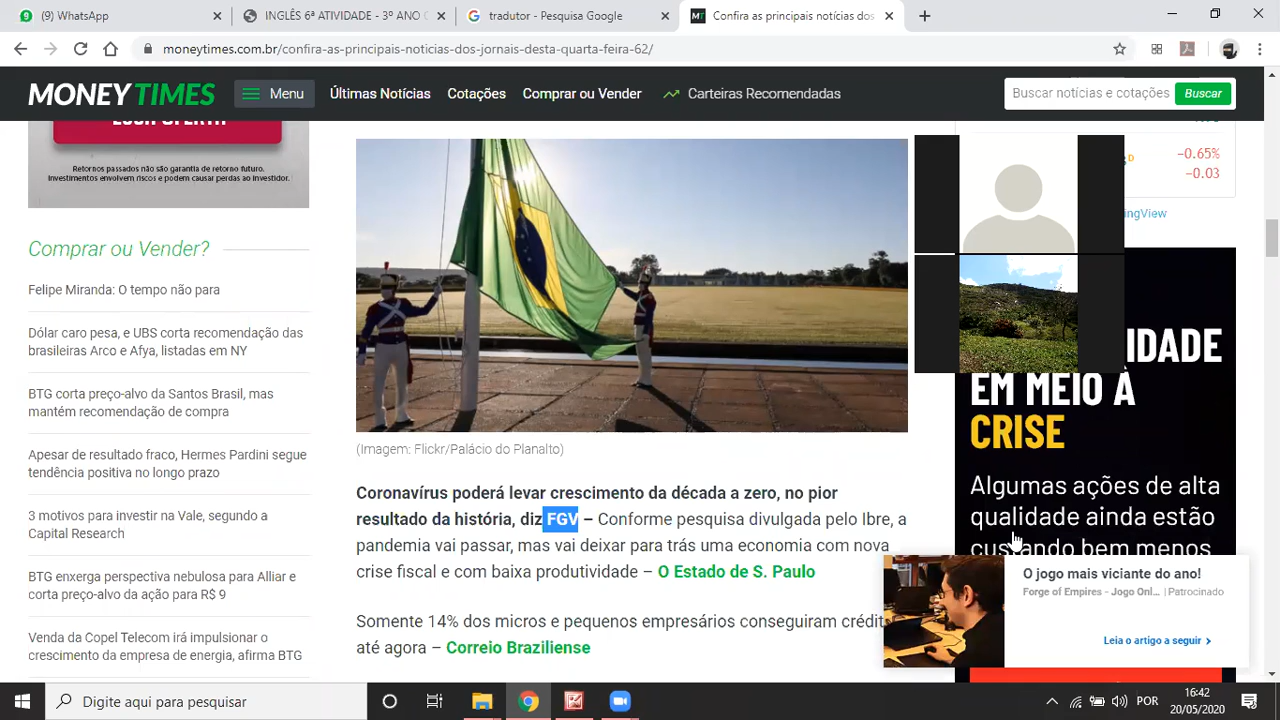 (9) WhatsApp
INGLÊS 6ª ATIVIDADE - 3º ANO
tradutor - Pesquisa Google
Confira as principais notícias dos
moneytimes.com.br/confira-as-principais-noticias-dos-jornais-desta-quarta-feira-62/
MONEY TIMES
Menu
Últimas Notícias
Cotações
Comprar ou Vender
Carteiras Recomendadas
Buscar notícias e cotações
Buscar
Retornos passados não são garantia de retorno futuro.
Investimentos envolvem riscos e podem causar perdas ao investidor.
Comprar ou Vender?
Felipe Miranda: O tempo não para
Dólar caro pesa, e UBS corta recomendação das
brasileiras Arco e Afya, listadas em NY
BTG corta preço-alvo da Santos Brasil, mas
mantém recomendação de compra
Apesar de resultado fraco, Hermes Pardini segue
tendência positiva no longo prazo
3 motivos para investir na Vale, segundo a
Capital Research
BTG enxerga perspectiva nebulosa para Alliar e
corta preço-alvo da ação para R$ 9
Venda da Copel Telecom irá impulsionar o
crescimento da empresa de energia, afirma BTG
(Imagem: Flickr/Palácio do Planalto)
Coronavírus poderá levar crescimento da década a zero, no pior
resultado da história, diz FGV – Conforme pesquisa divulgada pelo Ibre, a
pandemia vai passar, mas vai deixar para trás uma economia com nova
crise fiscal e com baixa produtividade – O Estado de S. Paulo
Somente 14% dos micros e pequenos empresários conseguiram crédit
até agora – Correio Braziliense
D
−0.65%
−0.03
ngView
IDADE
EM MEIO À
CRISE
Algumas ações de alta
qualidade ainda estão
custando bem menos
O jogo mais viciante do ano!
Forge of Empires - Jogo Onl... | Patrocinado
Leia o artigo a seguir
Digite aqui para pesquisar
POR
16:42
20/05/2020